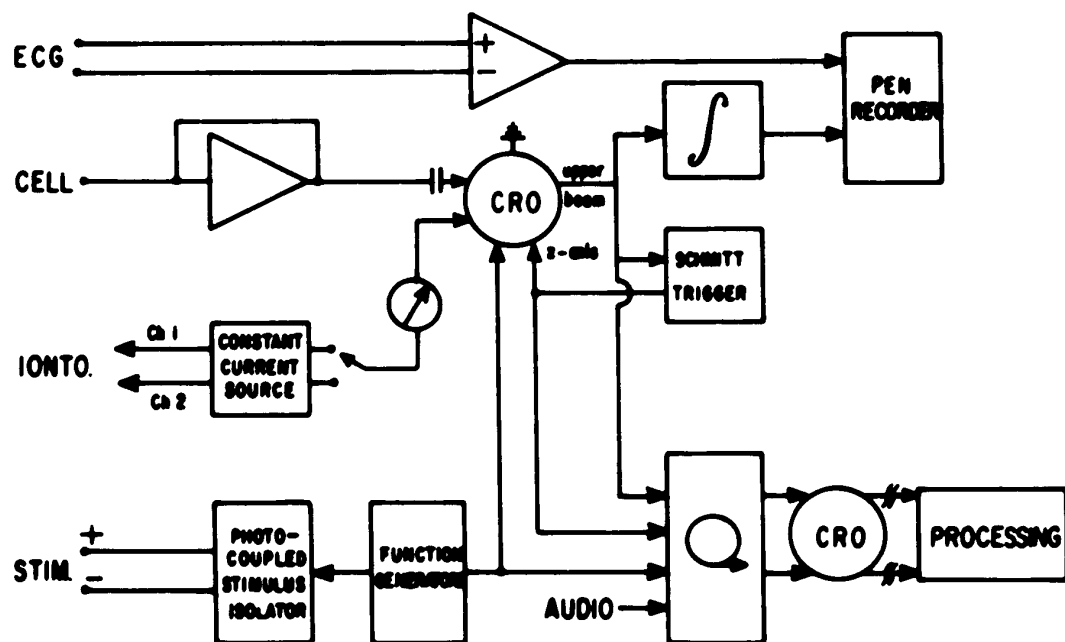 ECG
+
-
PEN
RECORDER
∫
CELL
CRO
upper
beam
z-axis
SCHMITT
TRIGGER
IONTO.
Ch 1
Ch 2
CONSTANT
CURRENT
SOURCE
STIM.
+
-
PHOTO-
COUPLED
STIMULUS
ISOLATOR
FUNCTION
GENERATOR
AUDIO
CRO
PROCESSING